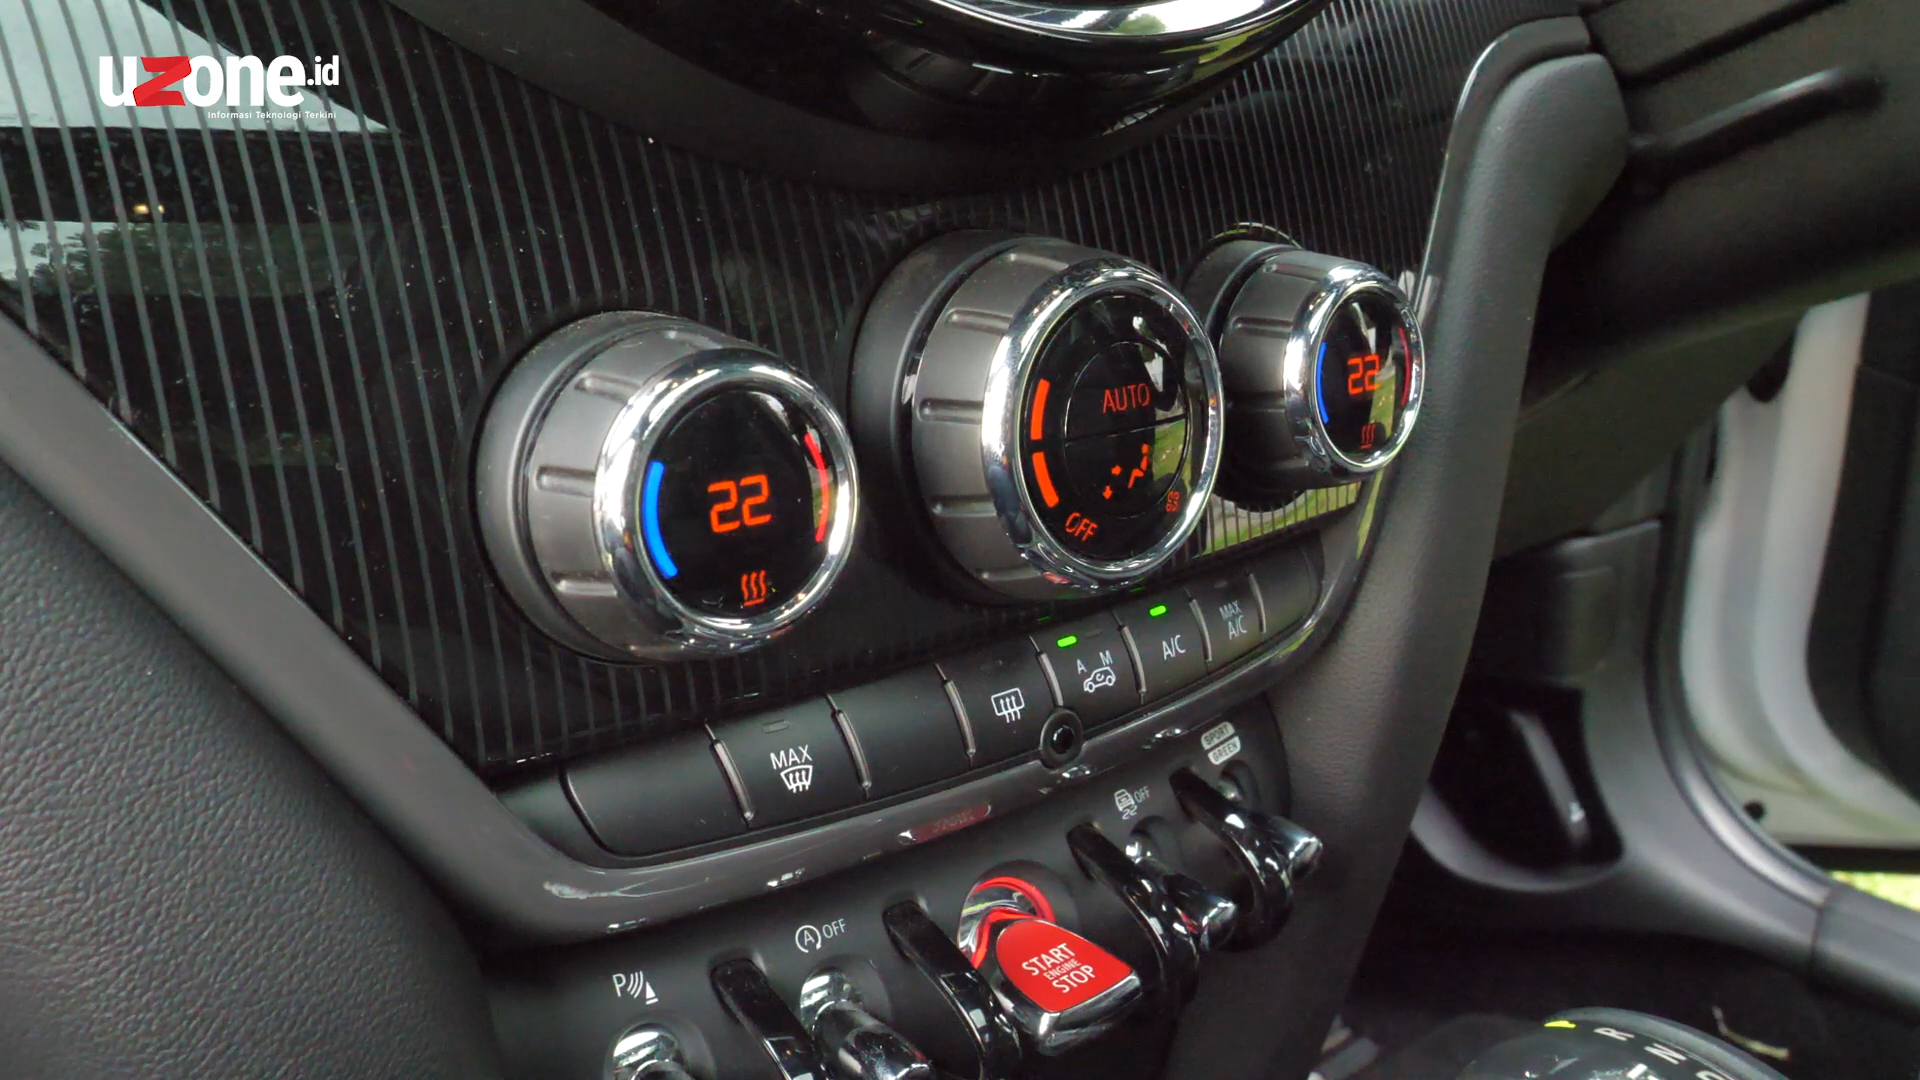 uzone.id
Informasi Teknologi Terkini
22
AUTO
OFF
22
MAX
A M
A/C
MAX
A/C
SPORT
GREEN
OFF
A OFF
P
START
ENGINE
STOP
R
N